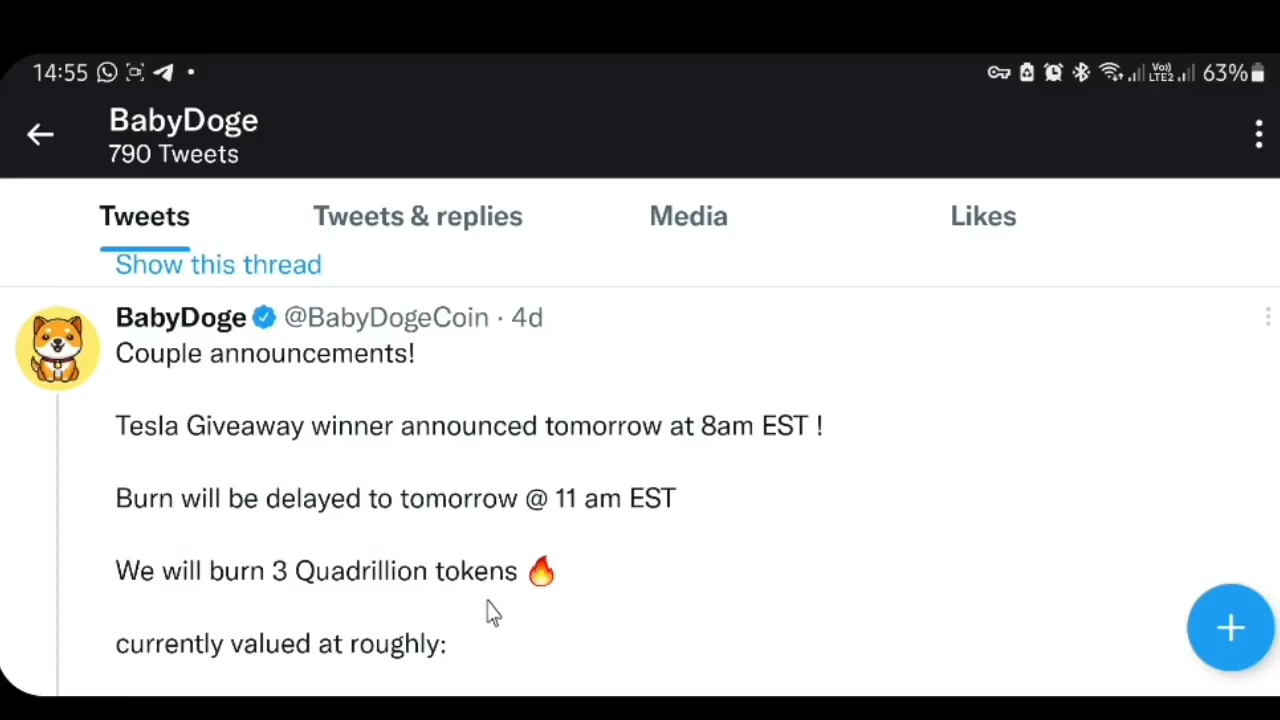 14:55 63%
BabyDoge
790 Tweets
Tweets Tweets & replies Media Likes
Show this thread
BabyDoge @BabyDogeCoin · 4d
Couple announcements!
Tesla Giveaway winner announced tomorrow at 8am EST !
Burn will be delayed to tomorrow @ 11 am EST
We will burn 3 Quadrillion tokens 🔥
currently valued at roughly: